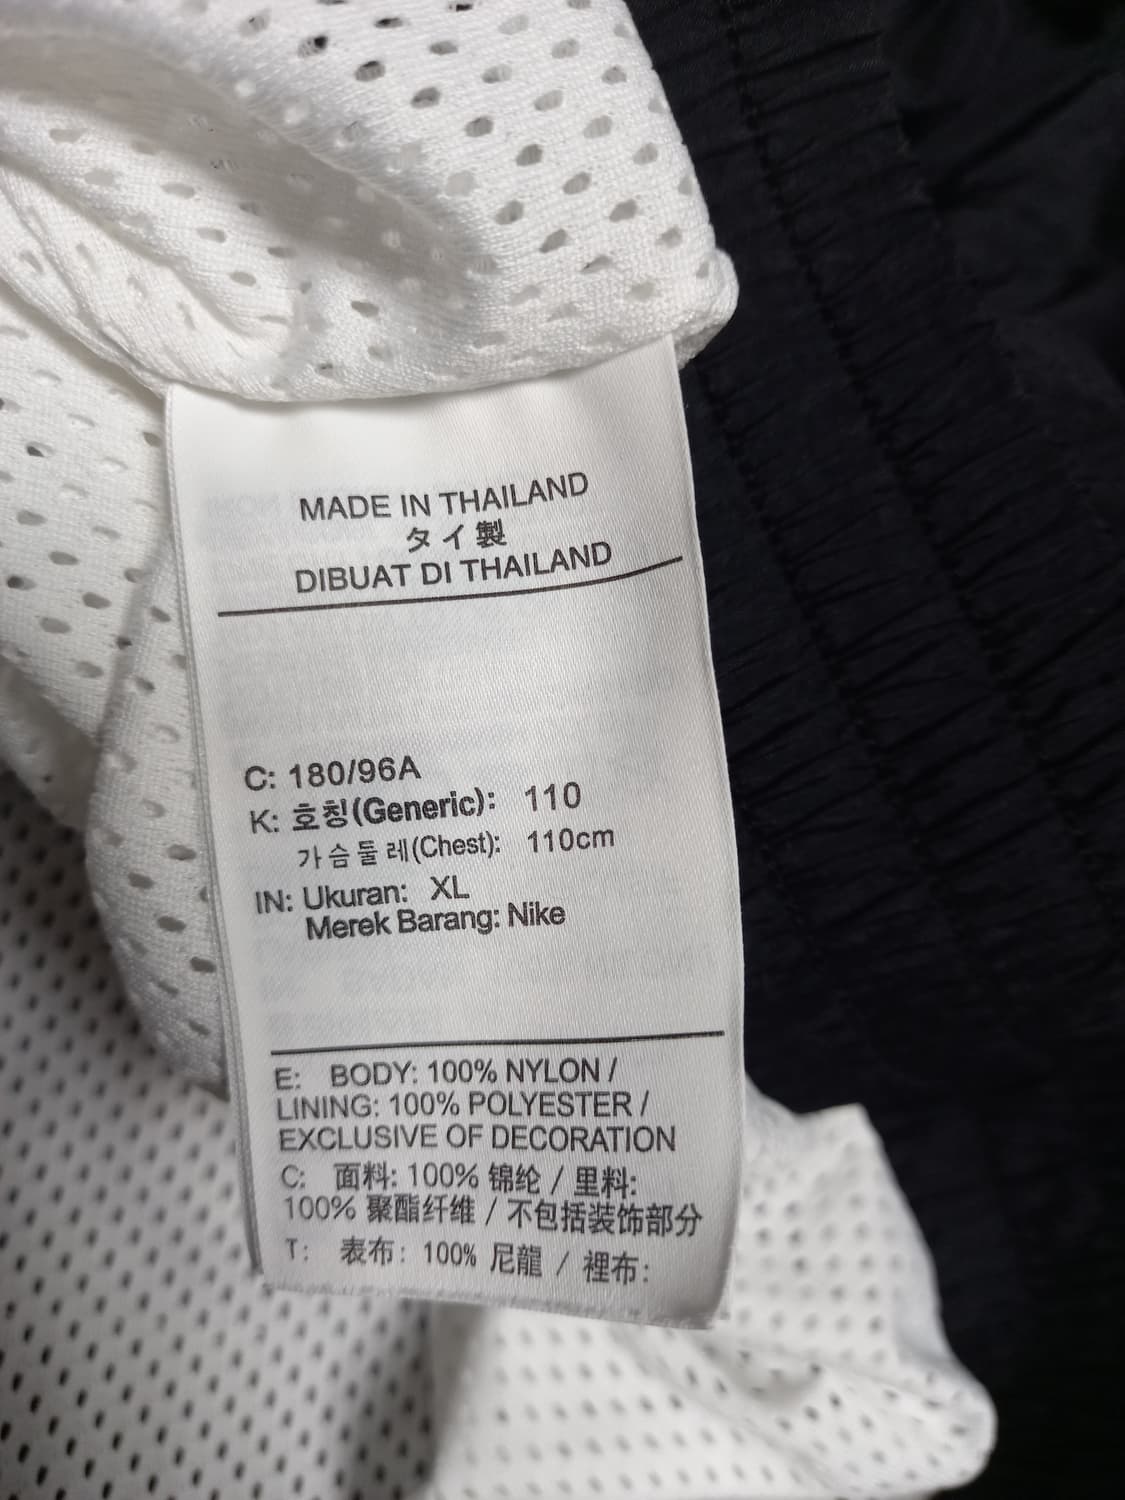 MADE IN THAILAND
タイ製
DIBUAT DI THAILAND
C: 180/96A
K: 호칭(Generic): 110
가슴둘레(Chest): 110cm
IN: Ukuran: XL
Merek Barang: Nike
E: BODY: 100% NYLON /
LINING: 100% POLYESTER /
EXCLUSIVE OF DECORATION
C: 面料: 100% 锦纶 / 里料:
100% 聚酯纤维 / 不包括装饰部分
T: 表布: 100% 尼龍 / 裡布: